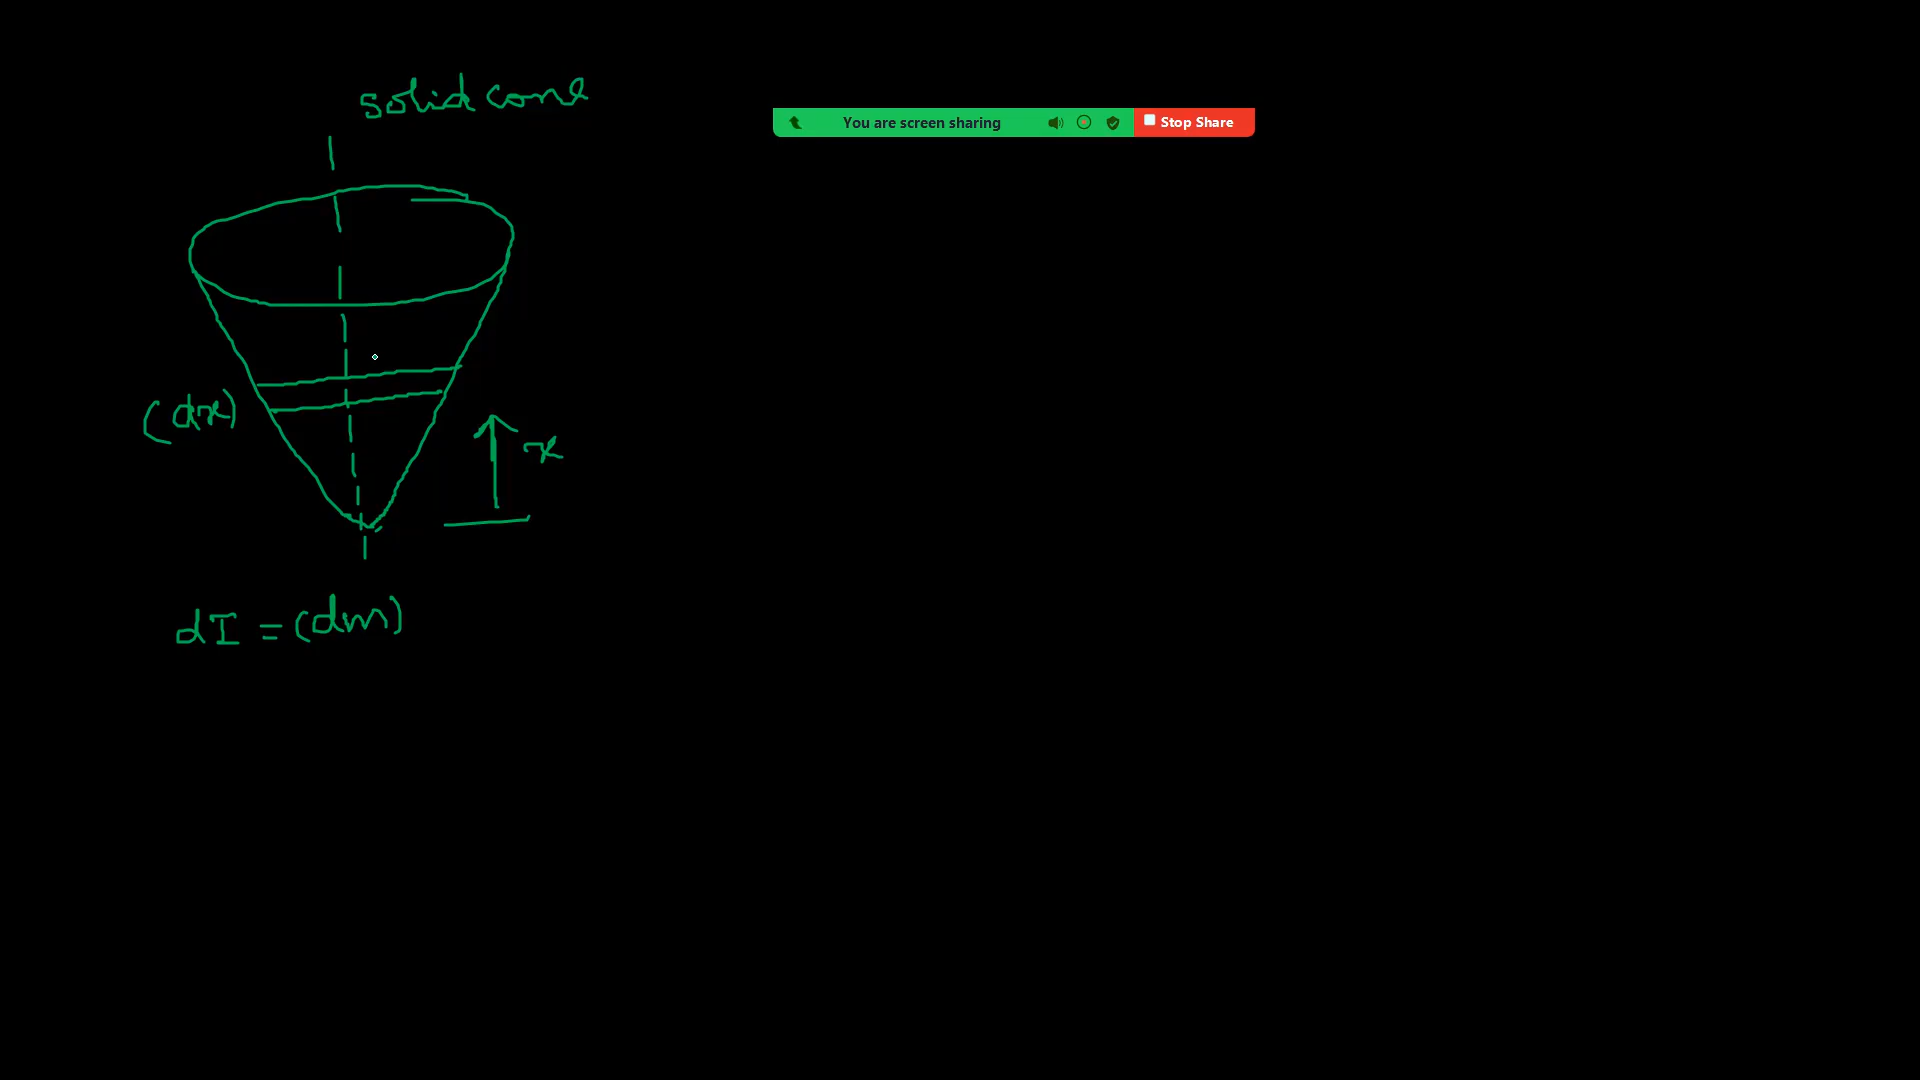 solid cone
You are screen sharing
Stop Share
(dx)
x
dI = (dm)